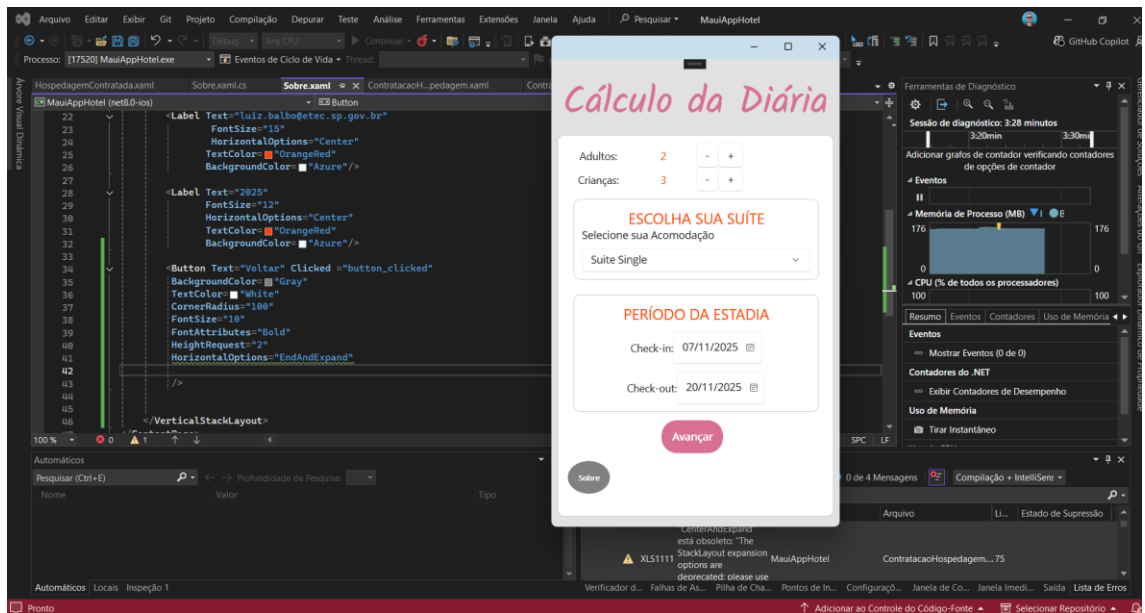 Arquivo Editar Exibir Git Projeto Compilação Depurar Teste Análise Ferramentas Extensões Janela Ajuda Pesquisar MauiAppHotel
Debug Any CPU Continuar GitHub Copilot
Processo: [17520] MauiAppHotel.exe Eventos de Ciclo de Vida Thread:
Árvore Visual Dinâmica
HospedagemContratada.xaml Sobre.xaml.cs Sobre.xaml ContratacaoH...pedagem.xaml Contra
MauiAppHotel (net8.0-ios) Button
22 <Label Text="luiz.balbo@etec.sp.gov.br"
23 FontSize="15"
24 HorizontalOptions="Center"
25 TextColor="OrangeRed"
26 BackgroundColor="Azure"/>
27
28 <Label Text="2025"
29 FontSize="12"
30 HorizontalOptions="Center"
31 TextColor="OrangeRed"
32 BackgroundColor="Azure"/>
33
34 <Button Text="Voltar" Clicked ="button_clicked"
35 BackgroundColor="Gray"
36 TextColor="White"
37 CornerRadius="100"
38 FontSize="10"
39 FontAttributes="Bold"
40 HeightRequest="2"
41 HorizontalOptions="EndAndExpand"
42
43 />
44
45
46 </VerticalStackLayout>
100 % 0 1 SPC LF
Cálculo da Diária
Adultos: 2 - +
Crianças: 3 - +
ESCOLHA SUA SUÍTE
Selecione sua Acomodação
Suite Single
PERÍODO DA ESTADIA
Check-in: 07/11/2025
Check-out: 20/11/2025
Avançar
Sobre
Ferramentas de Diagnóstico
Sessão de diagnóstico: 3:28 minutos
3:20min 3:30mi
Adicionar grafos de contador verificando contadores
de opções de contador
Eventos
Memória de Processo (MB)
176 176
0 0
CPU (% de todos os processadores)
100 100
Resumo Eventos Contadores Uso de Memória
Eventos
Mostrar Eventos (0 de 0)
Contadores do .NET
Exibir Contadores de Desempenho
Uso de Memória
Tirar Instantâneo
Automáticos
Pesquisar (Ctrl+E) Pesquisar Profundidade de Pesquisa:
Nome Valor Tipo
0 de 4 Mensagens Compilação + IntelliSens
Arquivo Li... Estado de Supressão
CenterAndExpand
está obsoleto: "The
StackLayout expansion
options are
deprecated; please use
XLS1111 MauiAppHotel ContratacaoHospedagem.... 75
Automáticos Locais Inspeção 1
Verificador d... Falhas de As... Pilha de Cha... Pontos de In... Configuraçõ... Janela de Co... Janela Imedi... Saída Lista de Erros
Pronto Adicionar ao Controle do Código-Fonte Selecionar Repositório